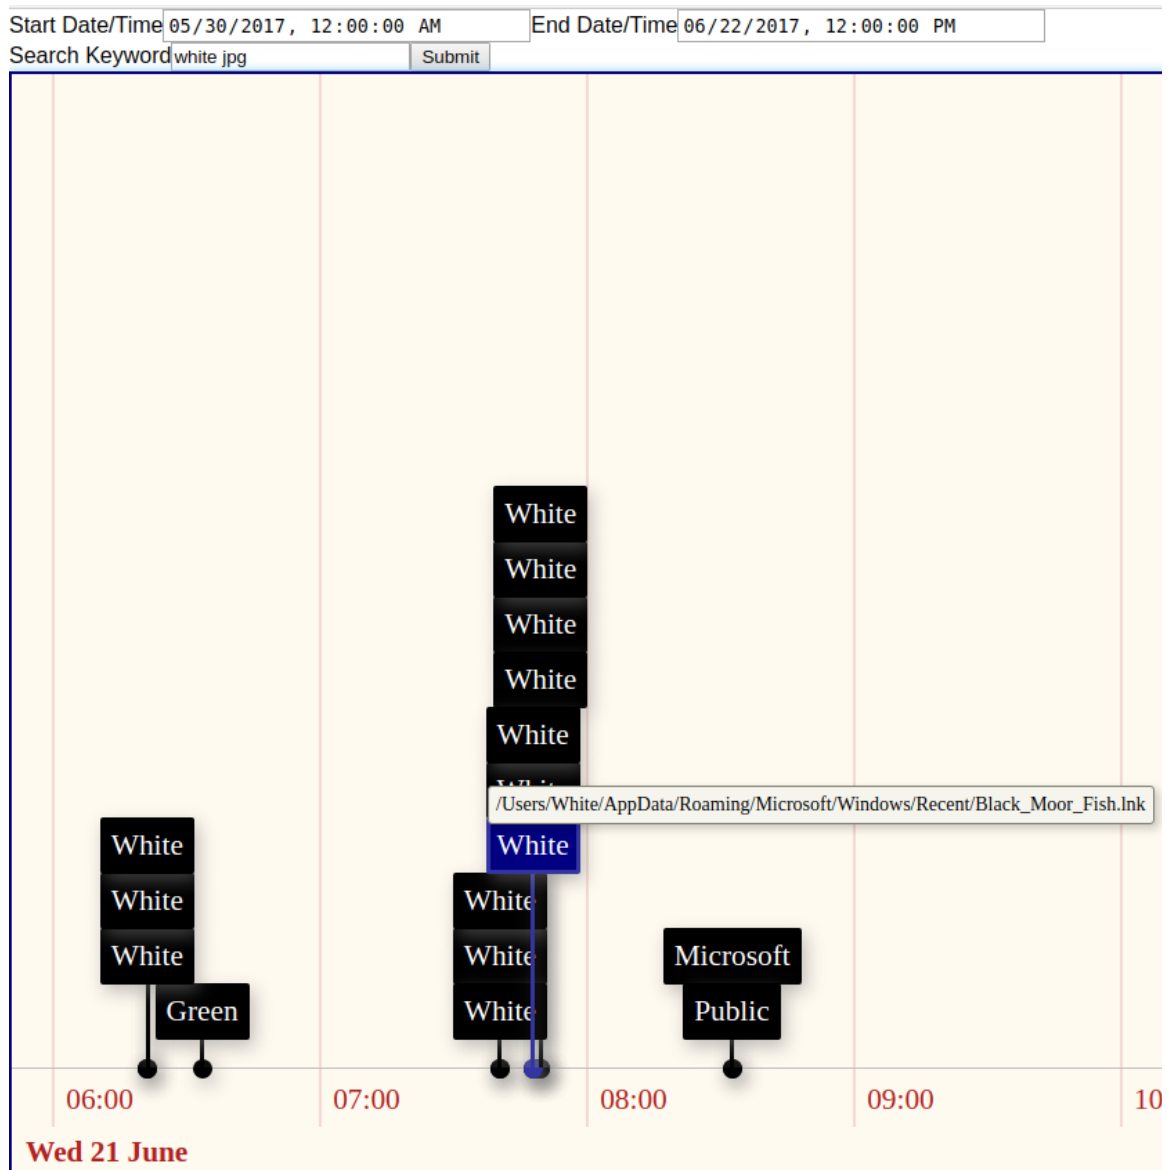 Start Date/Time 05/30/2017, 12:00:00 AM End Date/Time 06/22/2017, 12:00:00 PM
Search Keyword white jpg Submit
White
White
White
White
White
/Users/White/AppData/Roaming/Microsoft/Windows/Recent/Black_Moor_Fish.lnk
White White
White White
White White Microsoft
Green White Public
06:00 07:00 08:00 09:00 10
Wed 21 June